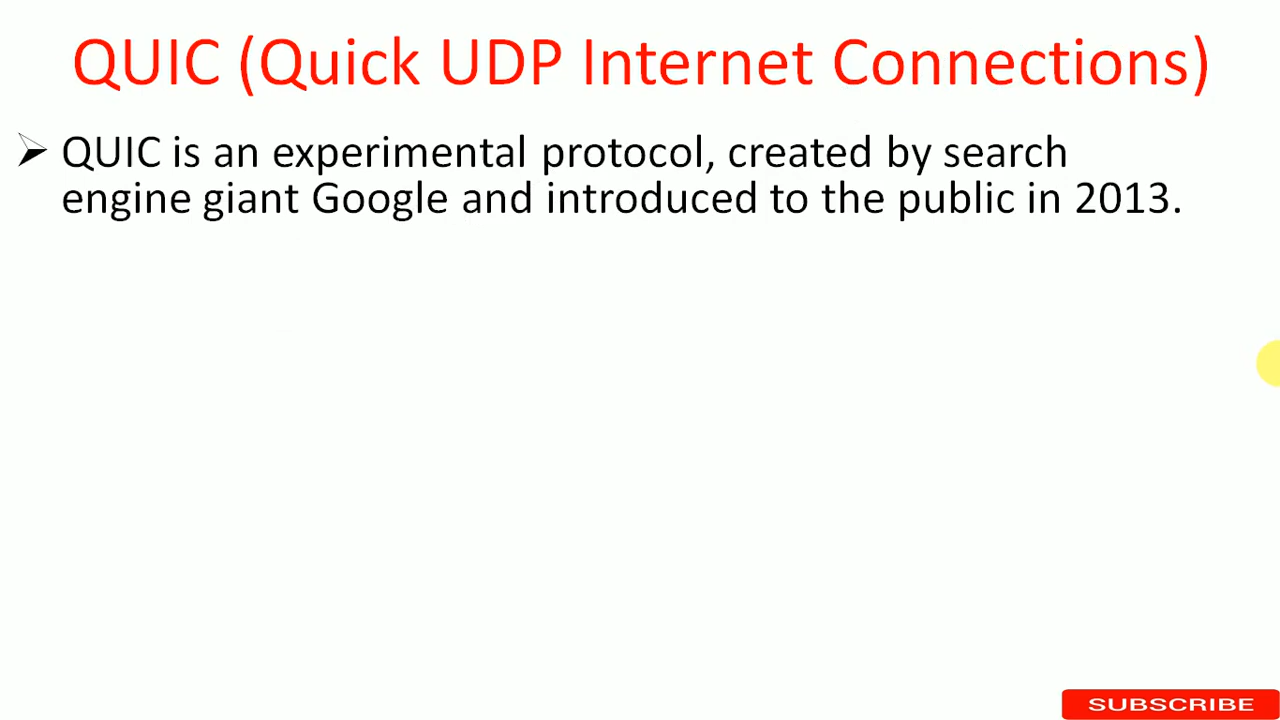 QUIC (Quick UDP Internet Connections)
➢ QUIC is an experimental protocol, created by search
engine giant Google and introduced to the public in 2013.
SUBSCRIBE